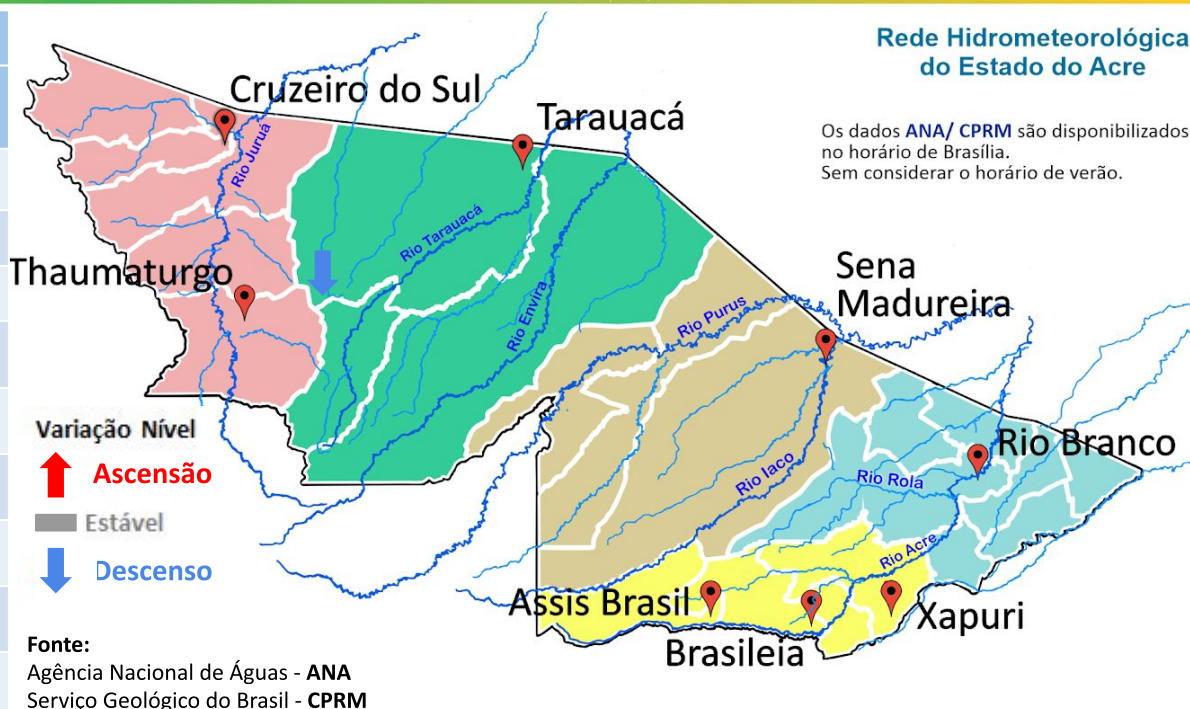 Rede Hidrometeorológica
do Estado do Acre
Os dados ANA/ CPRM são disponibilizados
no horário de Brasília.
Sem considerar o horário de verão.
Cruzeiro do Sul
Tarauacá
Rio Juruá
Rio Tarauacá
Thaumaturgo
Rio Envira
Sena
Madureira
Rio Purus
Variação Nível
Ascensão
Estável
Descenso
Rio Branco
Rio Iaco
Rio Rola
Rio Acre
Assis Brasil
Xapuri
Brasileia
Fonte:
Agência Nacional de Águas - ANA
Serviço Geológico do Brasil - CPRM